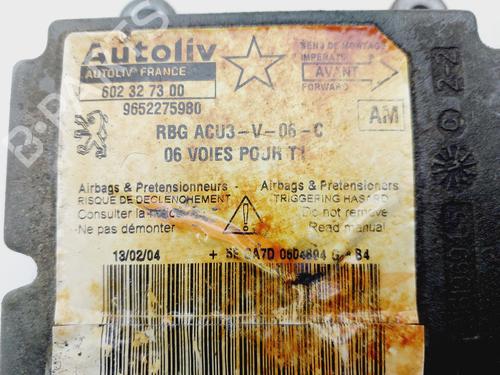 Autoliv
AUTOLIV FRANCE
602 32 73 00
9652275980
SENS DE MONTAGE
IMPERATIF
AVANT
FORWARD
AM
RBG ACU3-V-06-C
06 VOIES POUR T1
Airbags & Pretensionneurs - Airbags & Pretensioners
RISQUE DE DECLENCHEMENT
TRIGGERING HASARD
Consulter la
Do not remove
Ne pas démonter
Read manual
13/02/04
B-Parts